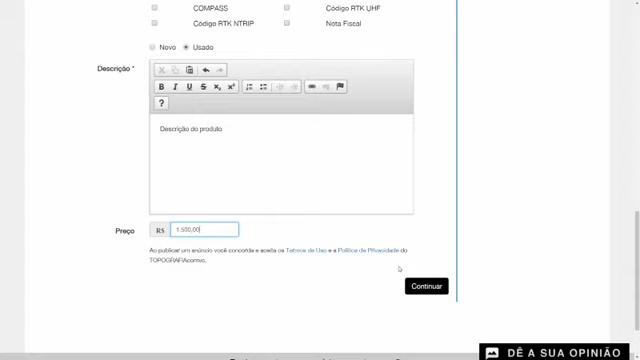 COMPASS
Código RTK UHF
Código RTK NTRIP
Nota Fiscal
Novo
Usado
Descrição *
B I U S x₂ x²
?
Descrição do produto
Preço
R$
1.500,00
Ao publicar um anúncio você concorda e aceita os Termos de Uso e a Política de Privacidade do
Continuar
DÊ A SUA OPINIÃO